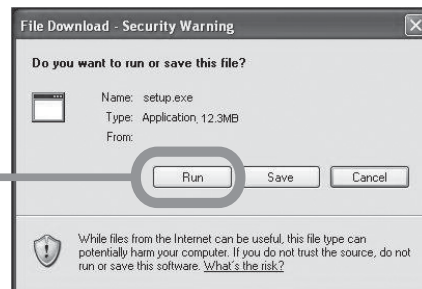 File Download - Security Warning
Do you want to run or save this file?
Name: setup.exe
Type: Application, 12.3MB
From:
Run Save Cancel
While files from the Internet can be useful, this file type can
potentially harm your computer. If you do not trust the source, do not
run or save this software. What's the risk?